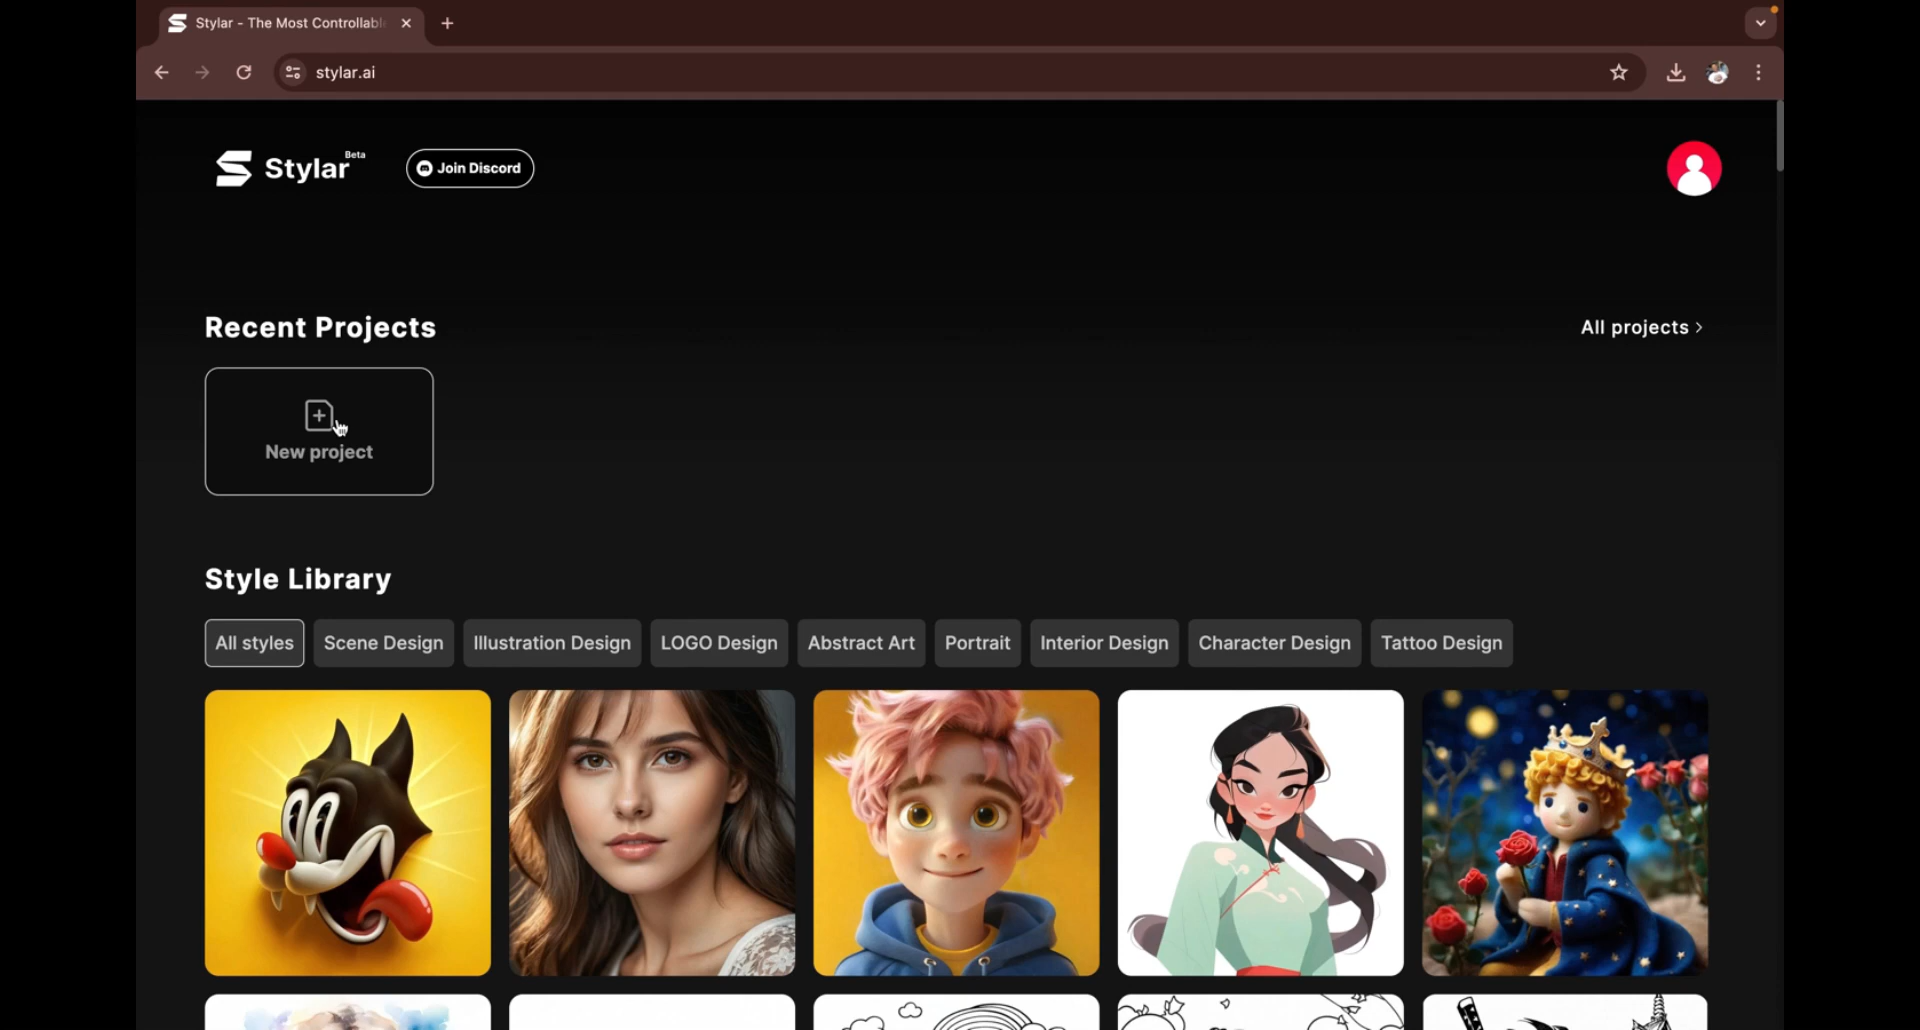 Stylar - The Most Controllabl
stylar.ai
Stylar Beta
Join Discord
Recent Projects
All projects
New project
Style Library
All styles Scene Design Illustration Design LOGO Design Abstract Art Portrait Interior Design Character Design Tattoo Design